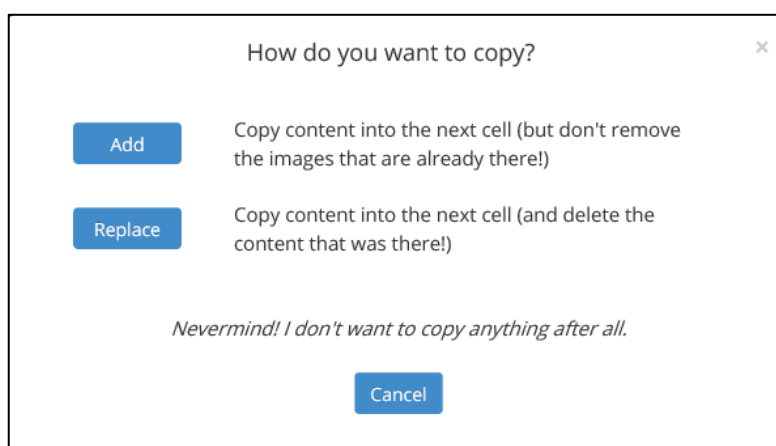 How do you want to copy?
×
Add
Copy content into the next cell (but don't remove
the images that are already there!)
Replace
Copy content into the next cell (and delete the
content that was there!)
Nevermind! I don't want to copy anything after all.
Cancel